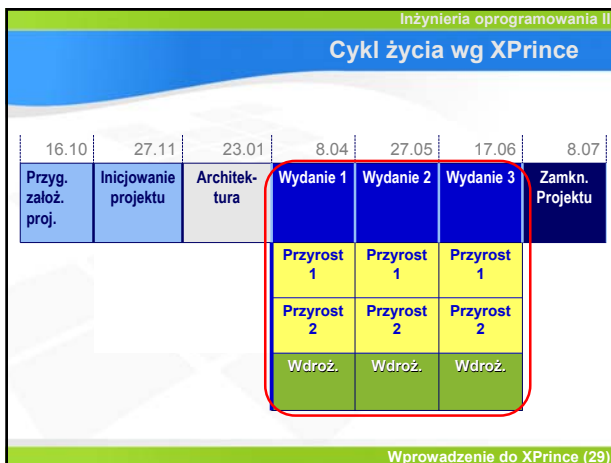 Inżynieria oprogramowania II
Cykl życia wg XPrince
16.10 27.11 23.01 8.04 27.05 17.06 8.07
Przyg. Inicjowanie Architek- Wydanie 1 Wydanie 2 Wydanie 3 Zamkn.
założ. projektu tura Projektu
proj.
Przyrost Przyrost Przyrost
1 1 1
Przyrost Przyrost Przyrost
2 2 2
Wdroż. Wdroż. Wdroż.
Wprowadzenie do XPrince (29)